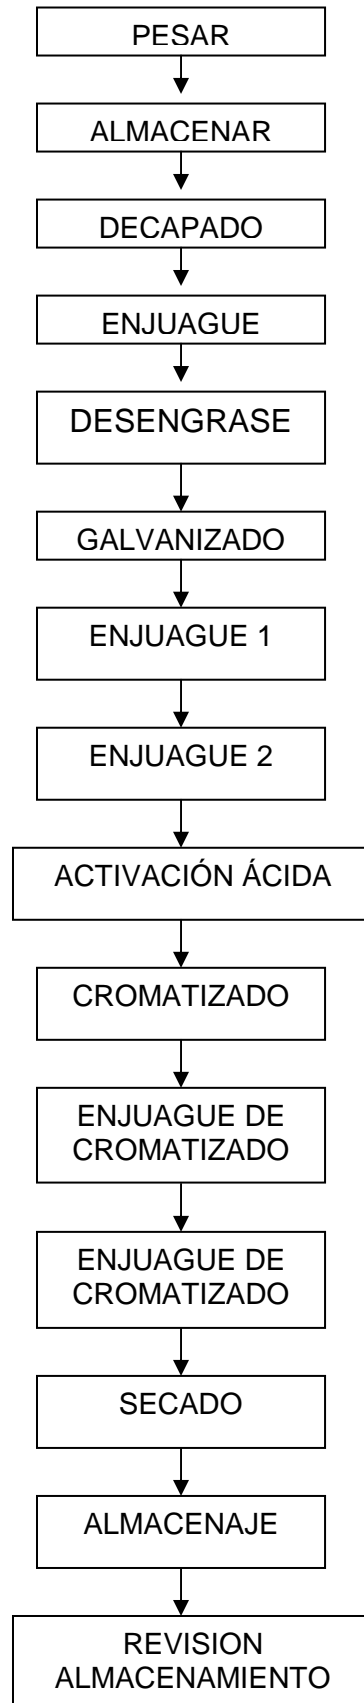 PESAR
ALMACENAR
DECAPADO
ENJUAGUE
DESENGRASE
GALVANIZADO
ENJUAGUE 1
ENJUAGUE 2
ACTIVACIÓN ÁCIDA
CROMATIZADO
ENJUAGUE DE
CROMATIZADO
ENJUAGUE DE
CROMATIZADO
SECADO
ALMACENAJE
REVISION
ALMACENAMIENTO